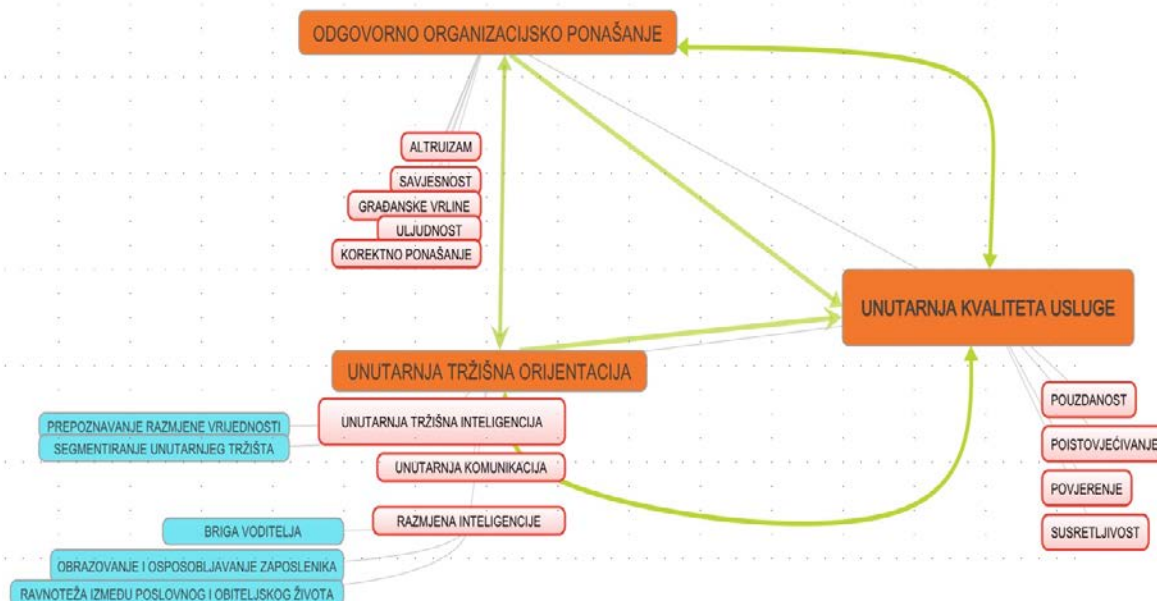 ODGOVORNO ORGANIZACIJSKO PONAŠANJE
ALTRUIZAM
SAVJESNOST
GRAĐANSKE VRLINE
ULJUDNOST
KOREKTNO PONAŠANJE
UNUTARNJA KVALITETA USLUGE
UNUTARNJA TRŽIŠNA ORIJENTACIJA
UNUTARNJA TRŽIŠNA INTELIGENCIJA
PREPOZNAVANJE RAZMJENE VRIJEDNOSTI
SEGMENTIRANJE UNUTARNJEG TRŽIŠTA
UNUTARNJA KOMUNIKACIJA
RAZMJENA INTELIGENCIJE
BRIGA VODITELJA
OBRAZOVANJE I OSPOSOBLJAVANJE ZAPOSLENIKA
RAVNOTEŽA IZMEĐU POSLOVNOG I OBITELJSKOG ŽIVOTA
POUZDANOST
POISTOVJEĆIVANJE
POVJERENJE
SUSRETLJIVOST